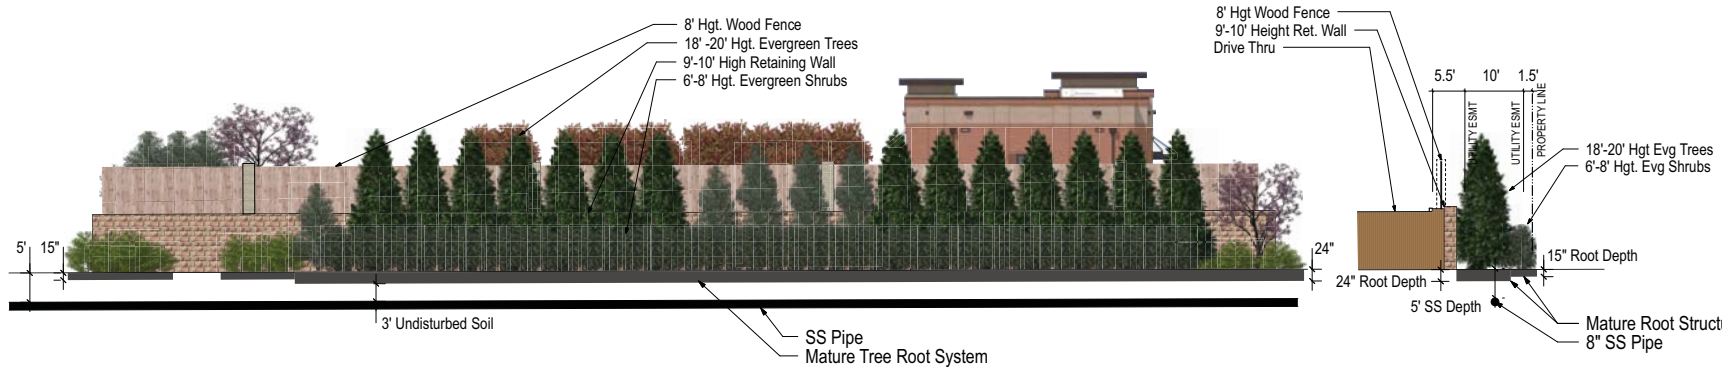 8' Hgt. Wood Fence
18' -20' Hgt. Evergreen Trees
9'-10' High Retaining Wall
6'-8' Hgt. Evergreen Shrubs
5'
15"
24"
3' Undisturbed Soil
SS Pipe
Mature Tree Root System
8' Hgt Wood Fence
9'-10' Height Ret. Wall
Drive Thru
5.5'
10'
1.5'
UTILITY ESMT
UTILITY ESMT
PROPERTY LINE
18'-20' Hgt Evg Trees
6'-8' Hgt. Evg Shrubs
15" Root Depth
24" Root Depth
5' SS Depth
Mature Root Struct
8" SS Pipe